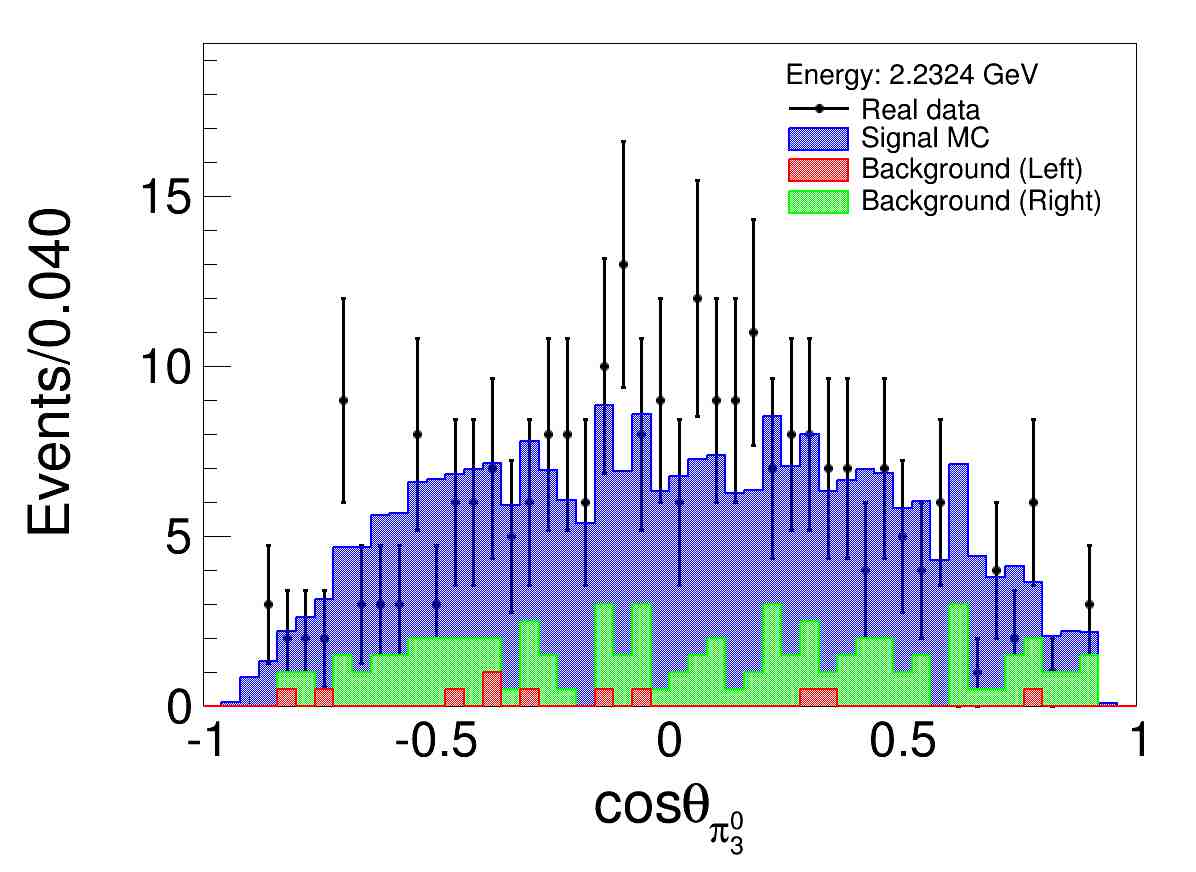 Energy: 2.2324 GeV
Real data
Signal MC
Background (Left)
Background (Right)
Events/0.040
15
10
5
0
-1 -0.5 0 0.5 1
cosθπ⁰₃